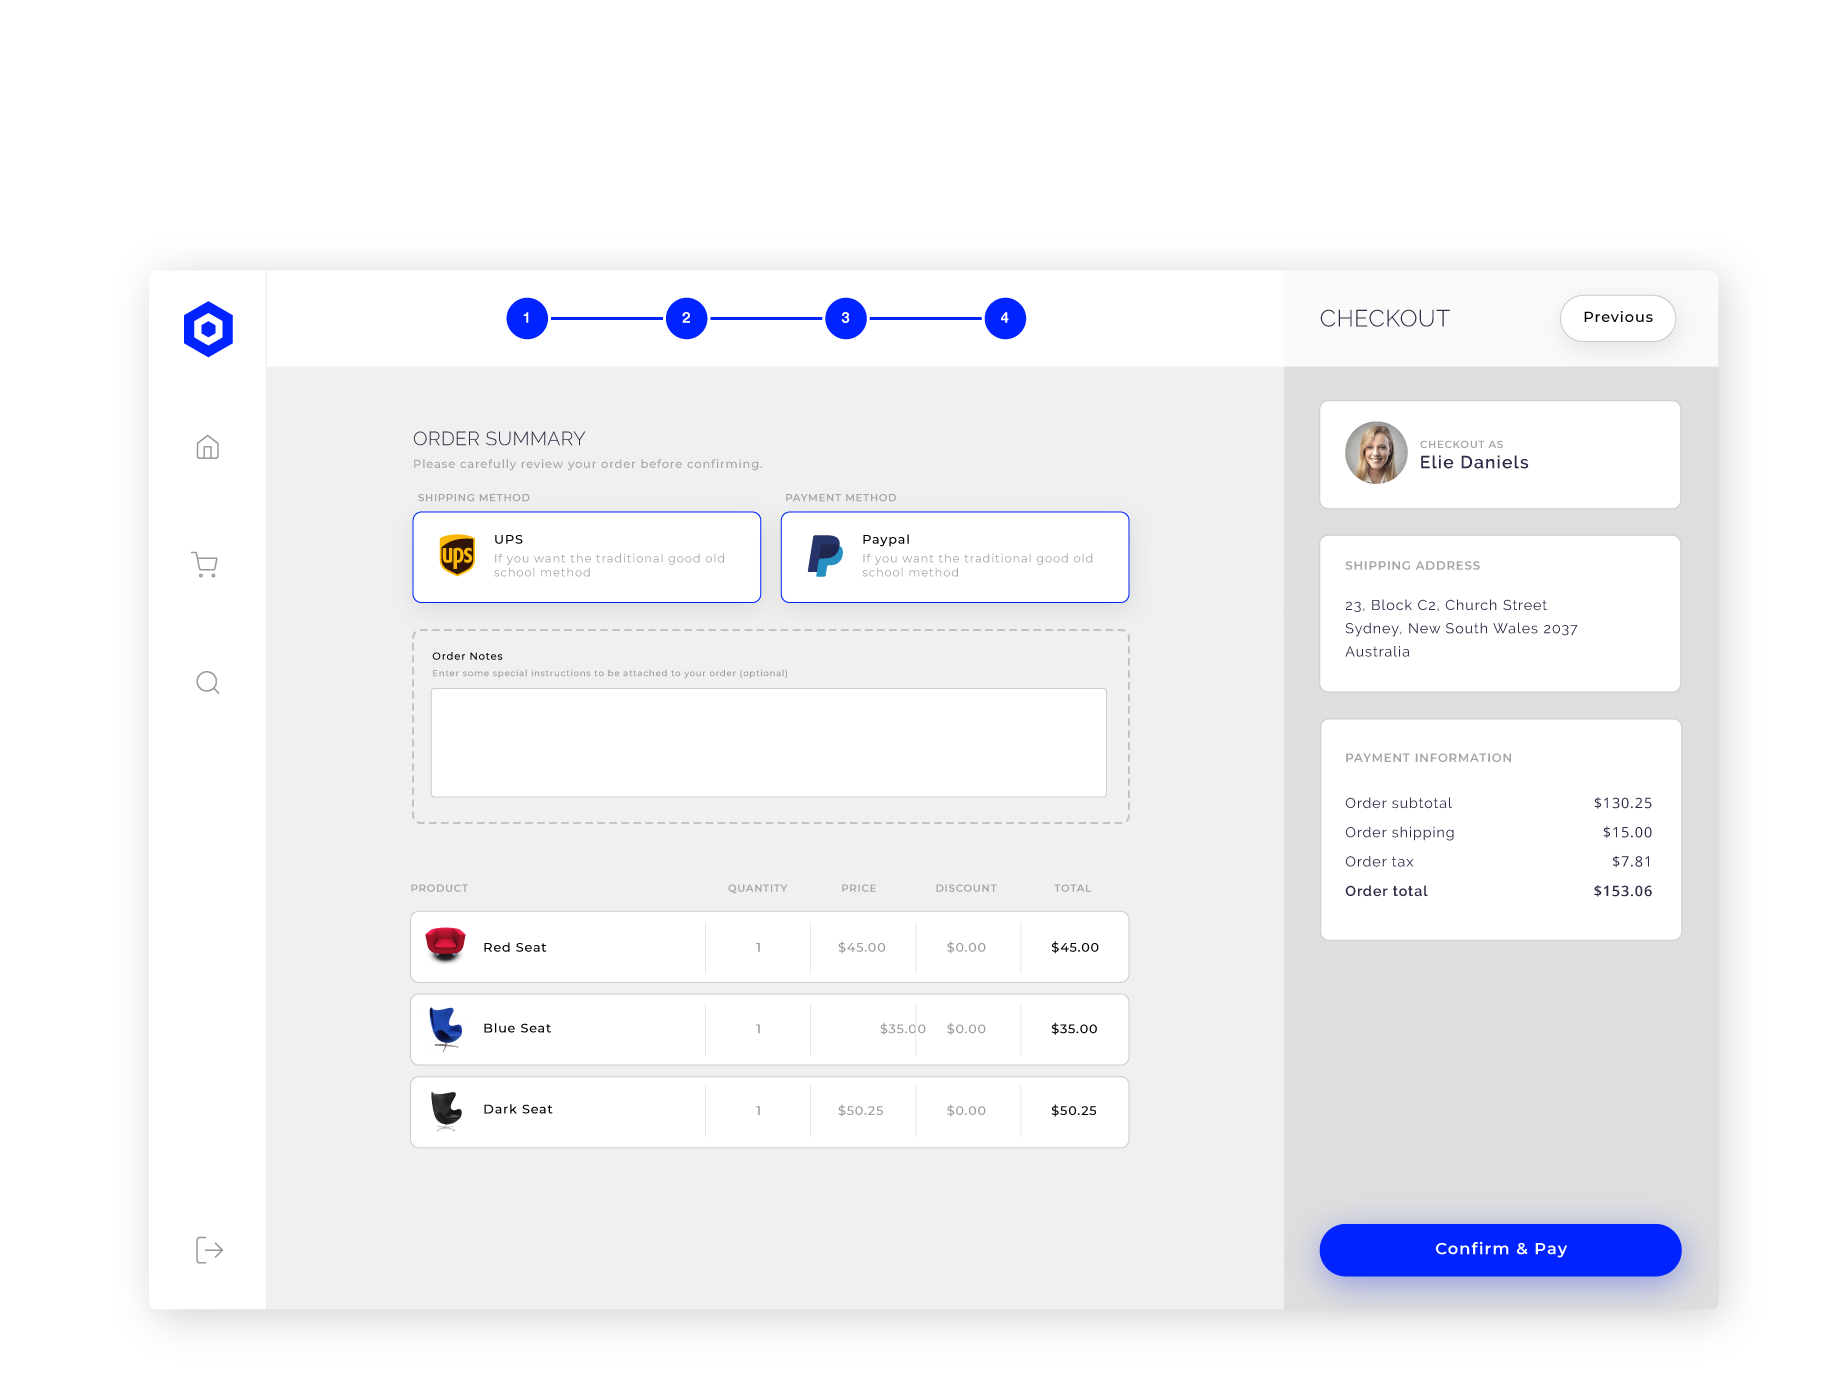 1
2
3
4
CHECKOUT
Previous
ORDER SUMMARY
Please carefully review your order before confirming.
SHIPPING METHOD
ups
UPS
If you want the traditional good old
school method
PAYMENT METHOD
Paypal
If you want the traditional good old
school method
Order Notes
Enter some special instructions to be attached to your order (optional)
PRODUCT QUANTITY PRICE DISCOUNT TOTAL
Red Seat 1 $45.00 $0.00 $45.00
Blue Seat 1 $35.00 $0.00 $35.00
Dark Seat 1 $50.25 $0.00 $50.25
CHECKOUT AS
Elie Daniels
SHIPPING ADDRESS
23, Block C2, Church Street
Sydney, New South Wales 2037
Australia
PAYMENT INFORMATION
Order subtotal $130.25
Order shipping $15.00
Order tax $7.81
Order total $153.06
Confirm & Pay